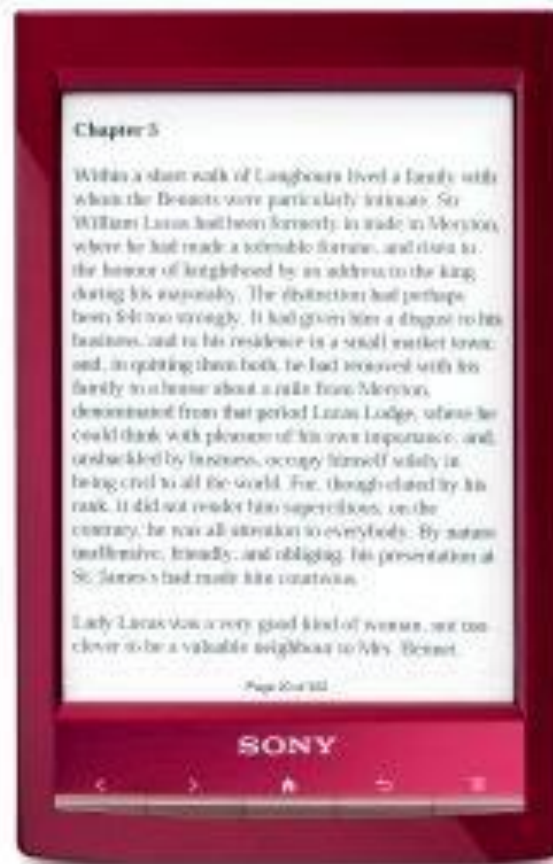 Chapter 5
Within a short walk of Longbourn lived a family with
whom the Bennets were particularly intimate. Sir
William Lucas had been formerly in trade in Meryton,
where he had made a tolerable fortune, and risen to
the honour of knighthood by an address to the king
during his mayoralty. The distinction had perhaps
been felt too strongly. It had given him a disgust to his
business, and to his residence in a small market town;
and, in quitting them both, he had removed with his
family to a house about a mile from Meryton,
denominated from that period Lucas Lodge, where he
could think with pleasure of his own importance, and,
unshackled by business, occupy himself solely in
being civil to all the world. For, though elated by his
rank, it did not render him supercilious; on the
contrary, he was all attention to everybody. By nature
inoffensive, friendly, and obliging, his presentation at
St. James's had made him courteous.
Lady Lucas was a very good kind of woman, not too
clever to be a valuable neighbour to Mrs. Bennet.
Page of
SONY